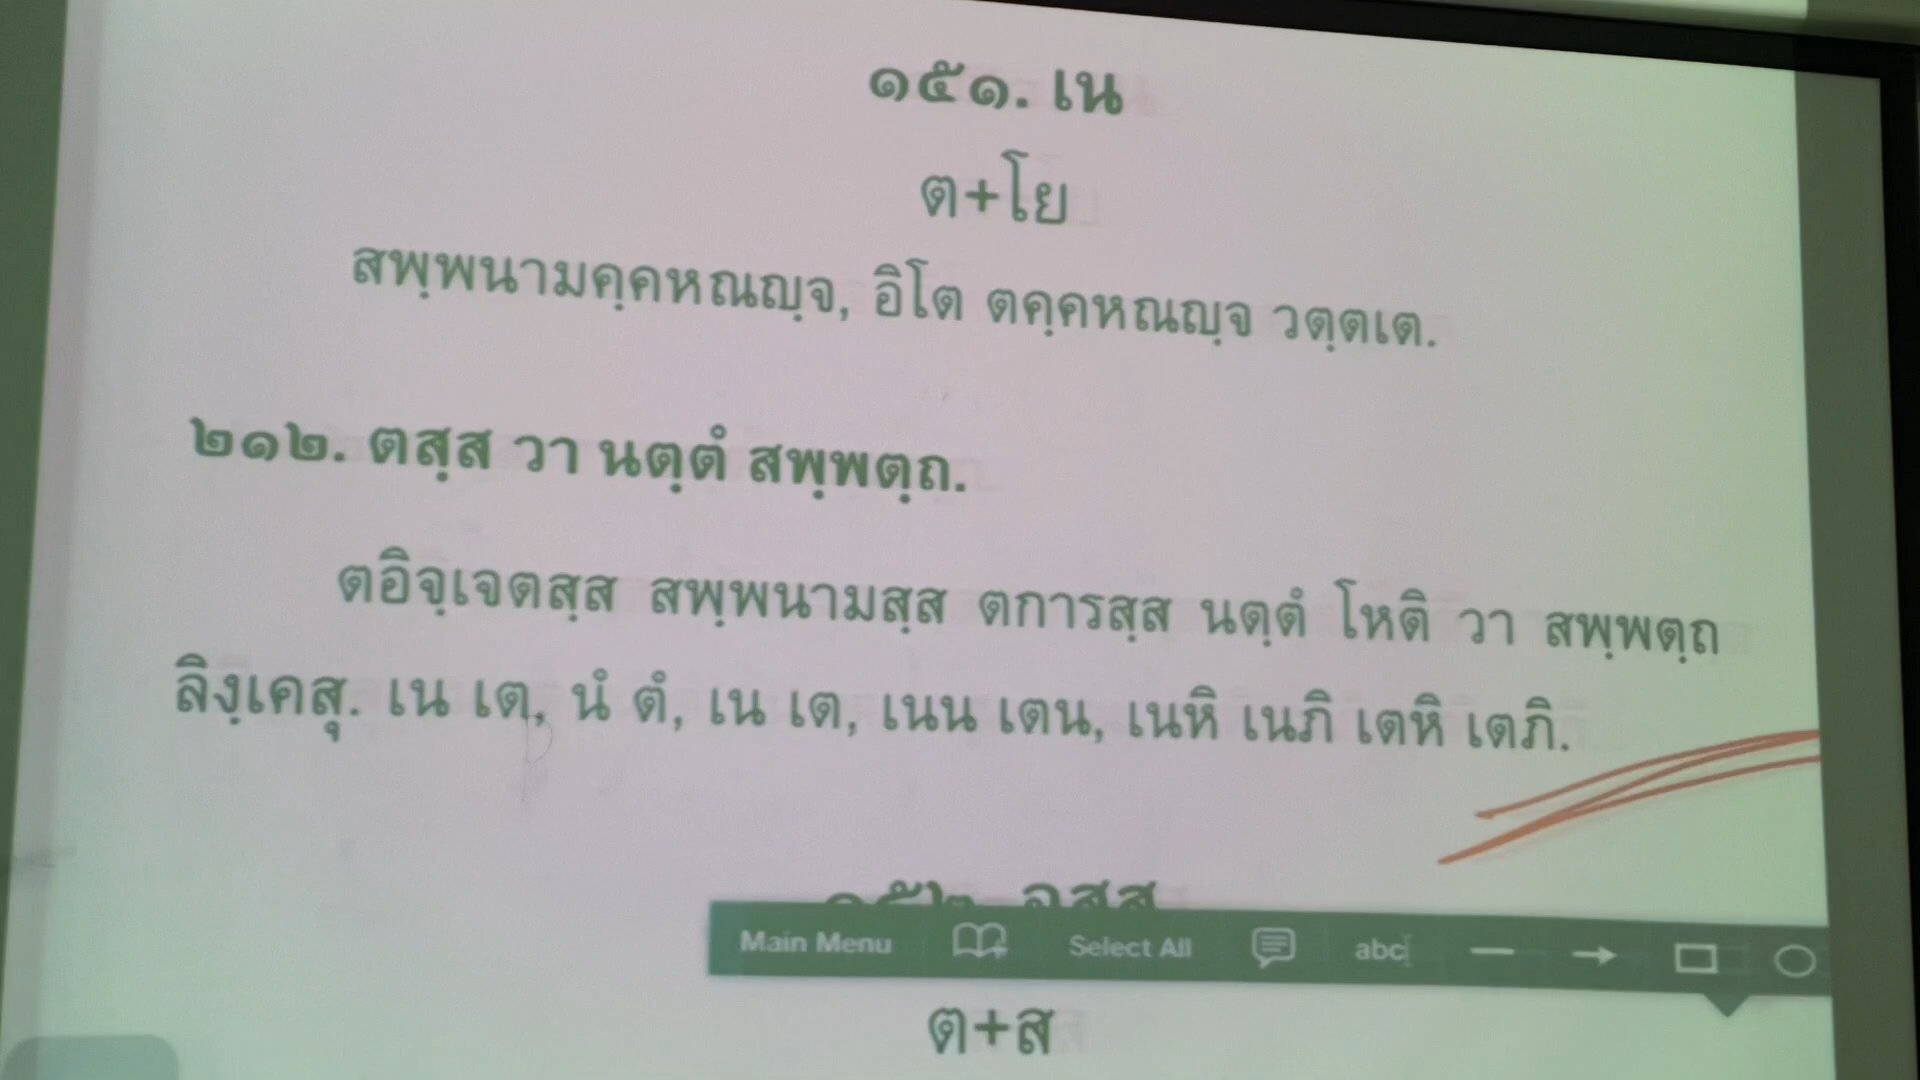 ๑๕๑. เน
ต+โย
สพฺพนามคฺคหณญฺจ, อิโต ตคฺคหณญฺจ วตฺตเต.
๒๑๒. ตสฺส วา นตฺตํ สพฺพตฺถ.
ตอิจฺเจตสฺส สพฺพนามสฺส ตการสฺส นตฺตํ โหติ วา สพฺพตฺถ
ลิงฺเคสุ. เน เต, นํ ตํ, เน เต, เนน เตน, เนหิ เนภิ เตหิ เตภิ.
Main Menu Select All abc
ต+ส